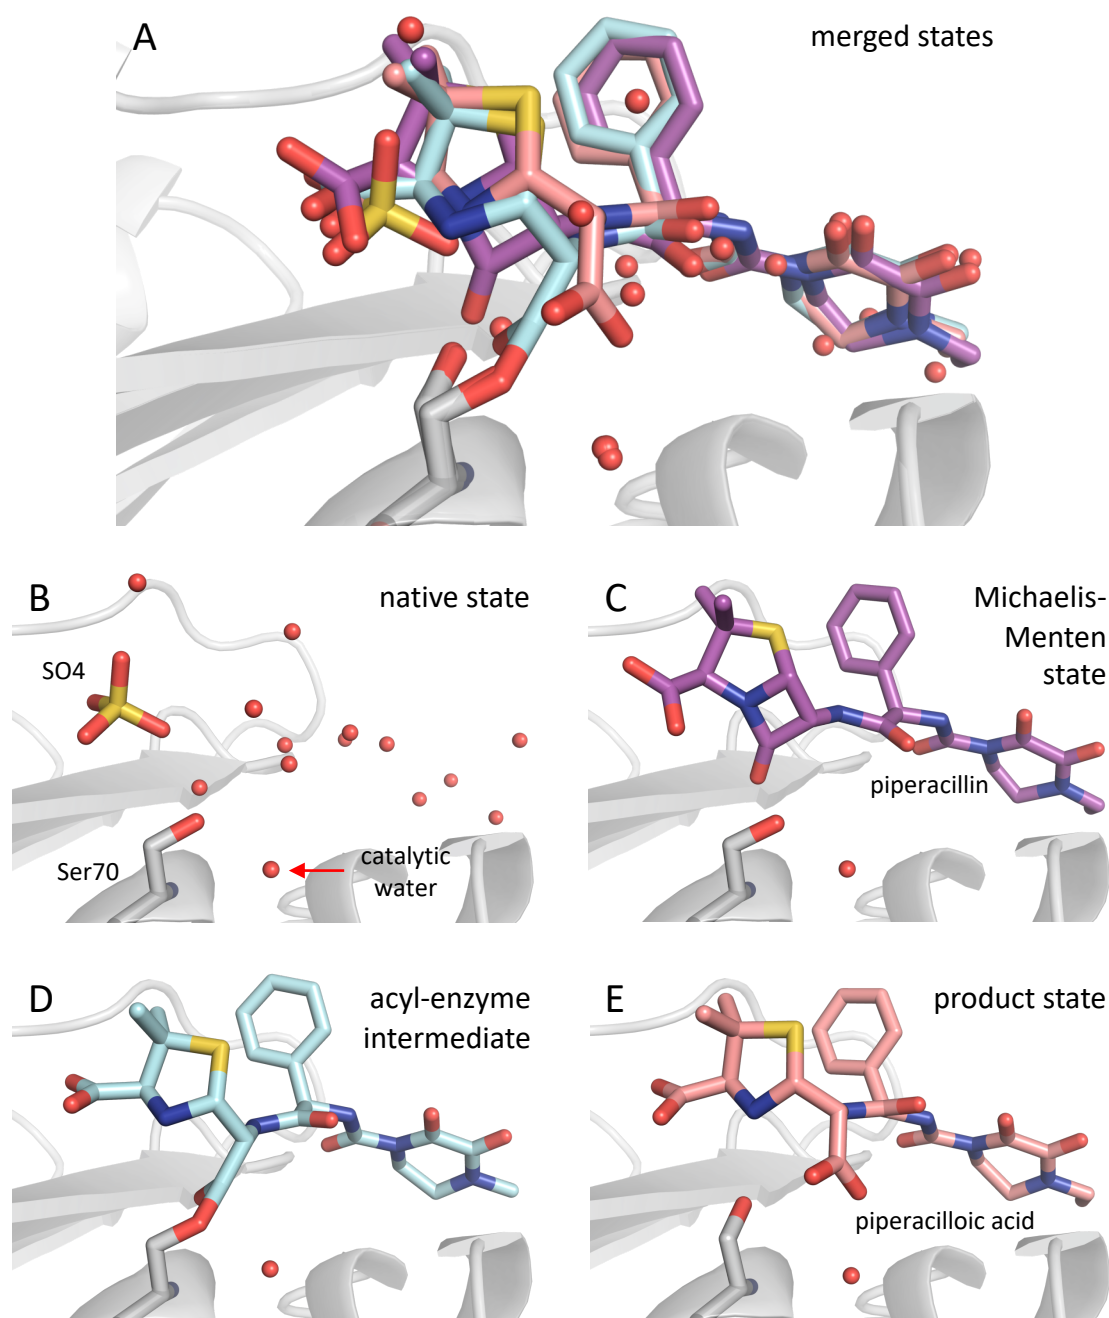 A
merged states
B
native state
SO4
Ser70
catalytic
water
C
Michaelis-
Menten
state
piperacillin
D
acyl-enzyme
intermediate
E
product state
piperacilloic acid